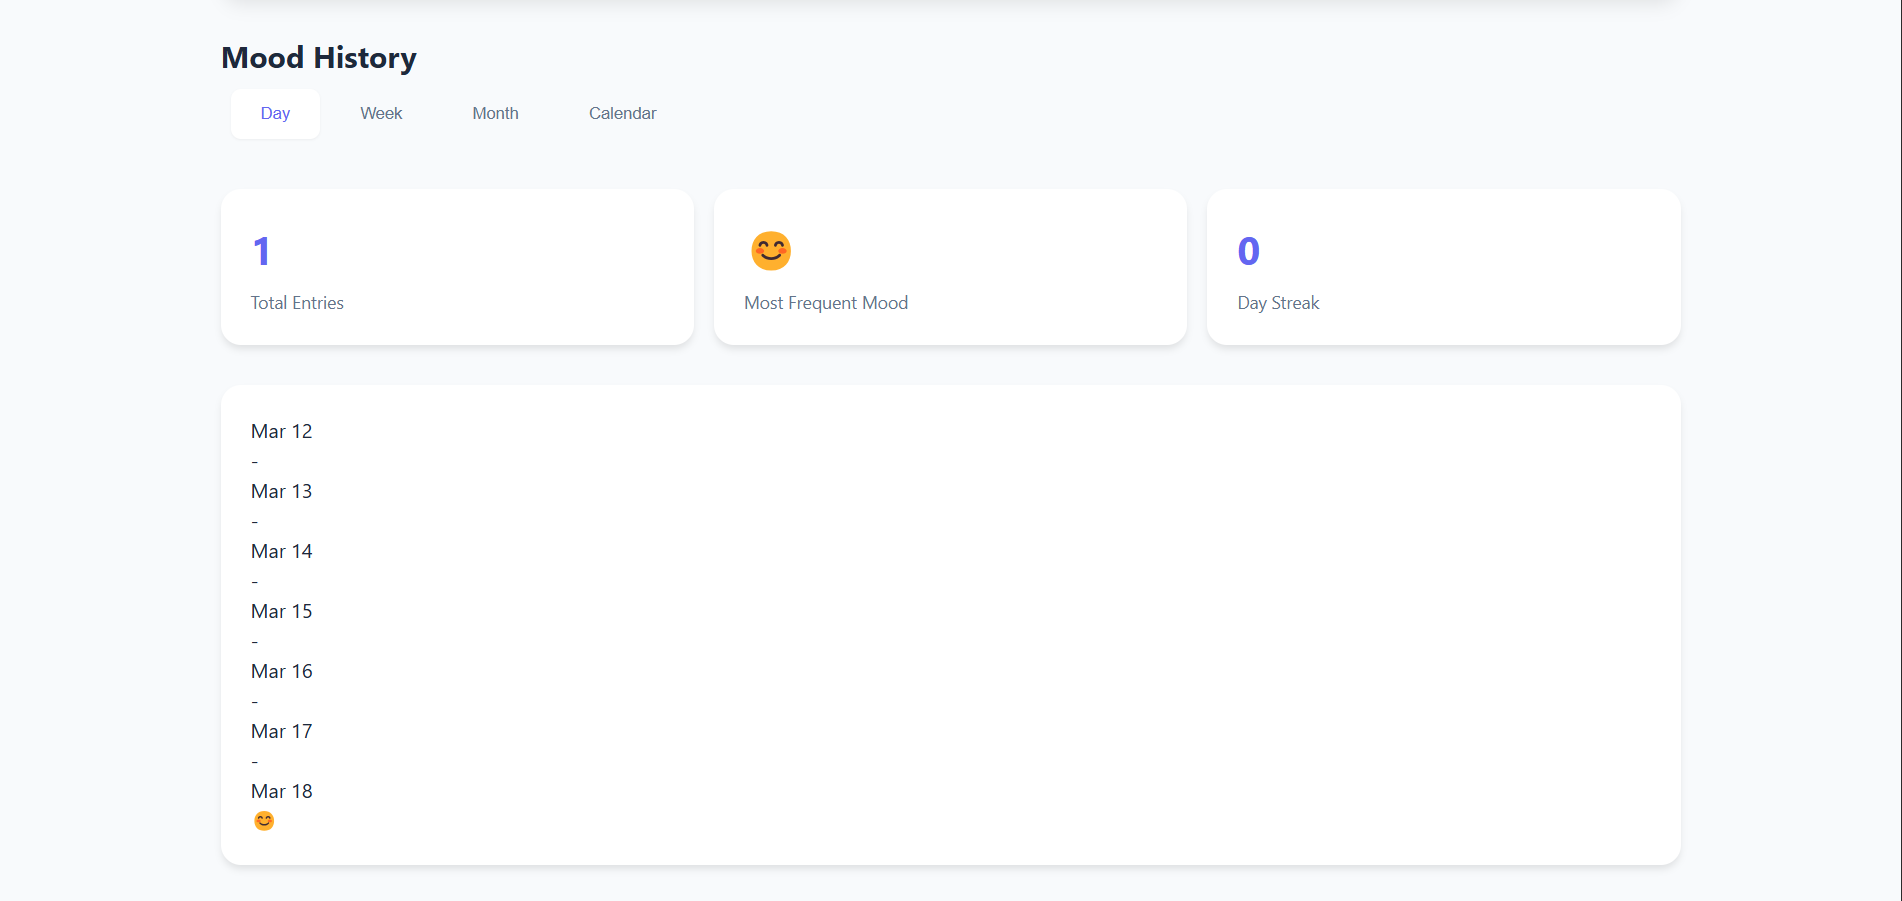 Mood History
Day Week Month Calendar
1
Total Entries
😊
Most Frequent Mood
0
Day Streak
Mar 12
-
Mar 13
-
Mar 14
-
Mar 15
-
Mar 16
-
Mar 17
-
Mar 18
😊